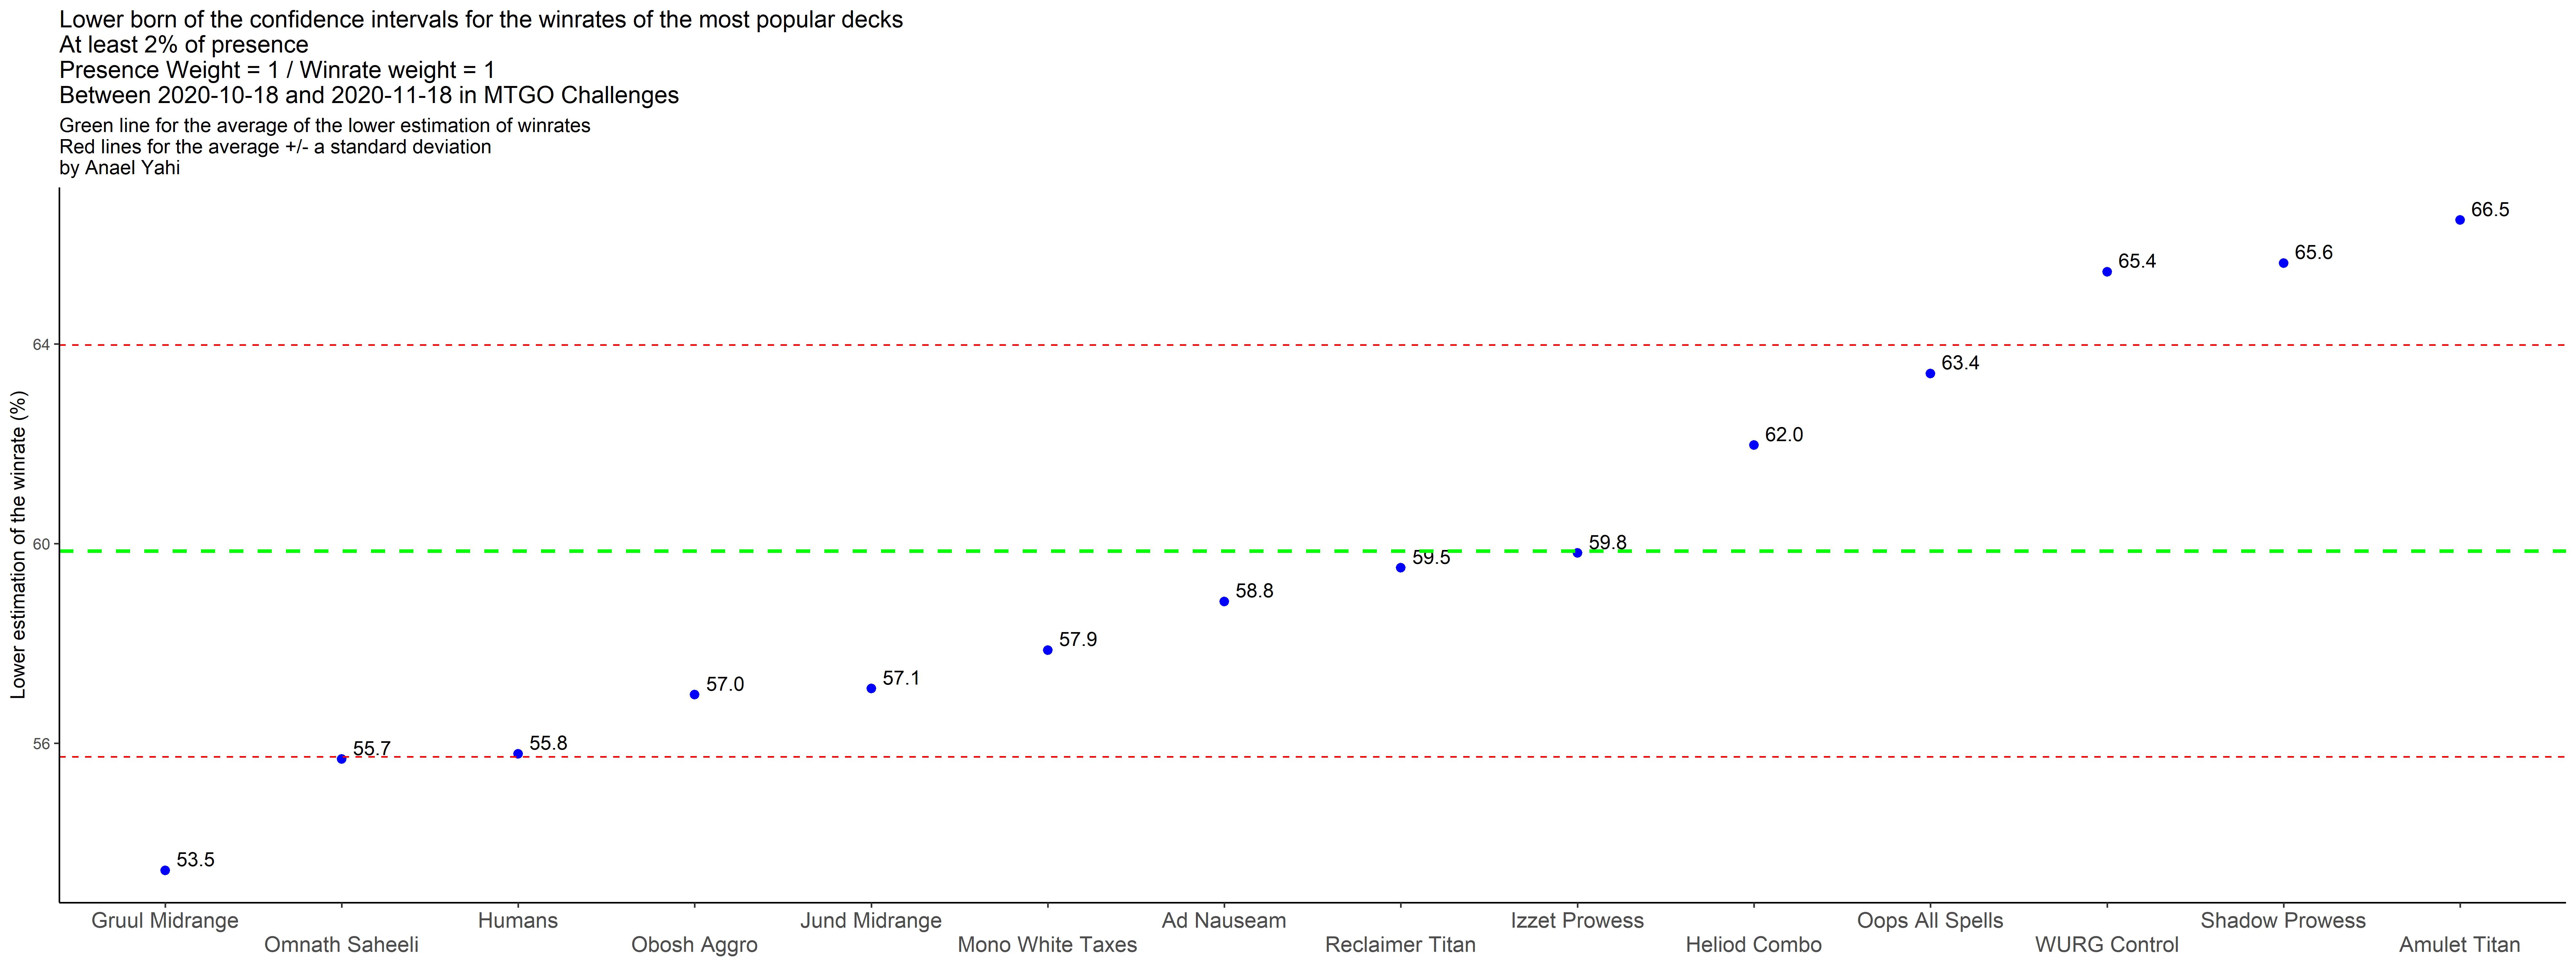 Lower born of the confidence intervals for the winrates of the most popular decks
At least 2% of presence
Presence Weight = 1 / Winrate weight = 1
Between 2020-10-18 and 2020-11-18 in MTGO Challenges
Green line for the average of the lower estimation of winrates
Red lines for the average +/- a standard deviation
by Anael Yahi
Lower estimation of the winrate (%)
64
60
56
53.5
55.7
55.8
57.0
57.1
57.9
58.8
59.5
59.8
62.0
63.4
65.4
65.6
66.5
Gruul Midrange
Omnath Saheeli
Humans
Obosh Aggro
Jund Midrange
Mono White Taxes
Ad Nauseam
Reclaimer Titan
Izzet Prowess
Heliod Combo
Oops All Spells
WURG Control
Shadow Prowess
Amulet Titan